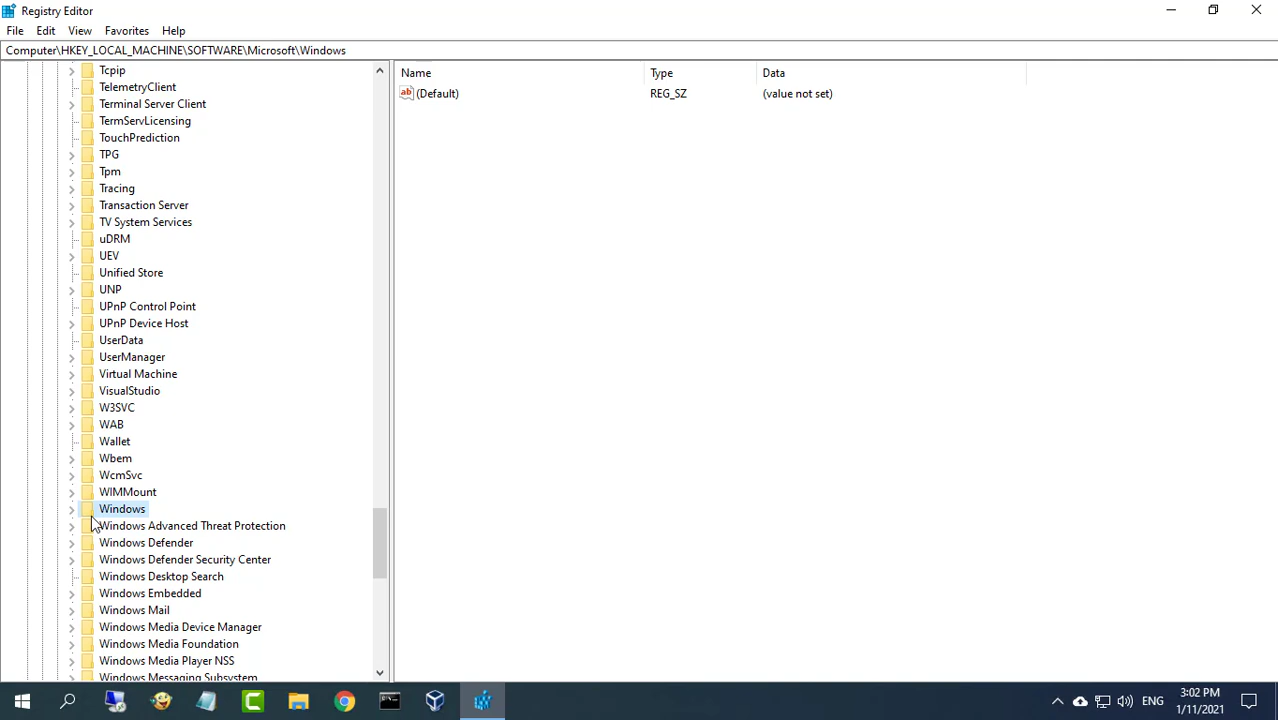 Registry Editor
File Edit View Favorites Help
Computer\HKEY_LOCAL_MACHINE\SOFTWARE\Microsoft\Windows
Tcpip
TelemetryClient
Terminal Server Client
TermServLicensing
TouchPrediction
TPG
Tpm
Tracing
Transaction Server
TV System Services
uDRM
UEV
Unified Store
UNP
UPnP Control Point
UPnP Device Host
UserData
UserManager
Virtual Machine
VisualStudio
W3SVC
WAB
Wallet
Wbem
WcmSvc
WIMMount
Windows
Windows Advanced Threat Protection
Windows Defender
Windows Defender Security Center
Windows Desktop Search
Windows Embedded
Windows Mail
Windows Media Device Manager
Windows Media Foundation
Windows Media Player NSS
Windows Messaging Subsystem
Name Type Data
ab (Default) REG_SZ (value not set)
ENG
3:02 PM
1/11/2021